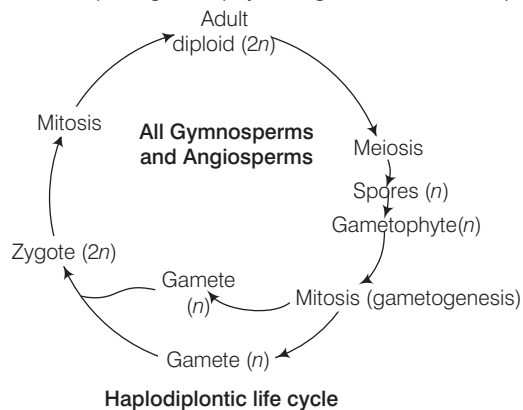 Adult
diploid (2n)
Mitosis
All Gymnosperms
and Angiosperms
Meiosis
Spores (n)
Gametophyte(n)
Zygote (2n)
Gamete
(n)
Mitosis (gametogenesis)
Gamete (n)
Haplodiplontic life cycle